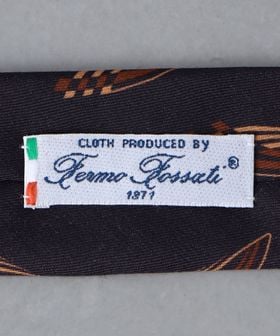 CLOTH PRODUCED BY
Fermo Fossati®
1871